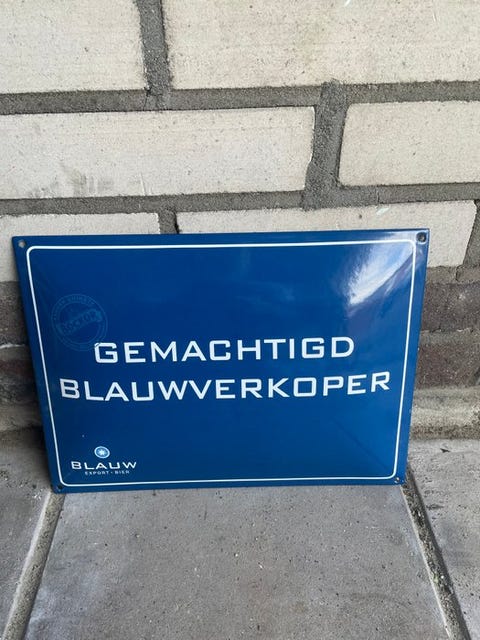 GEMACHTIGD
BLAUWVERKOPER
BLAUW
EXPORT • BIER